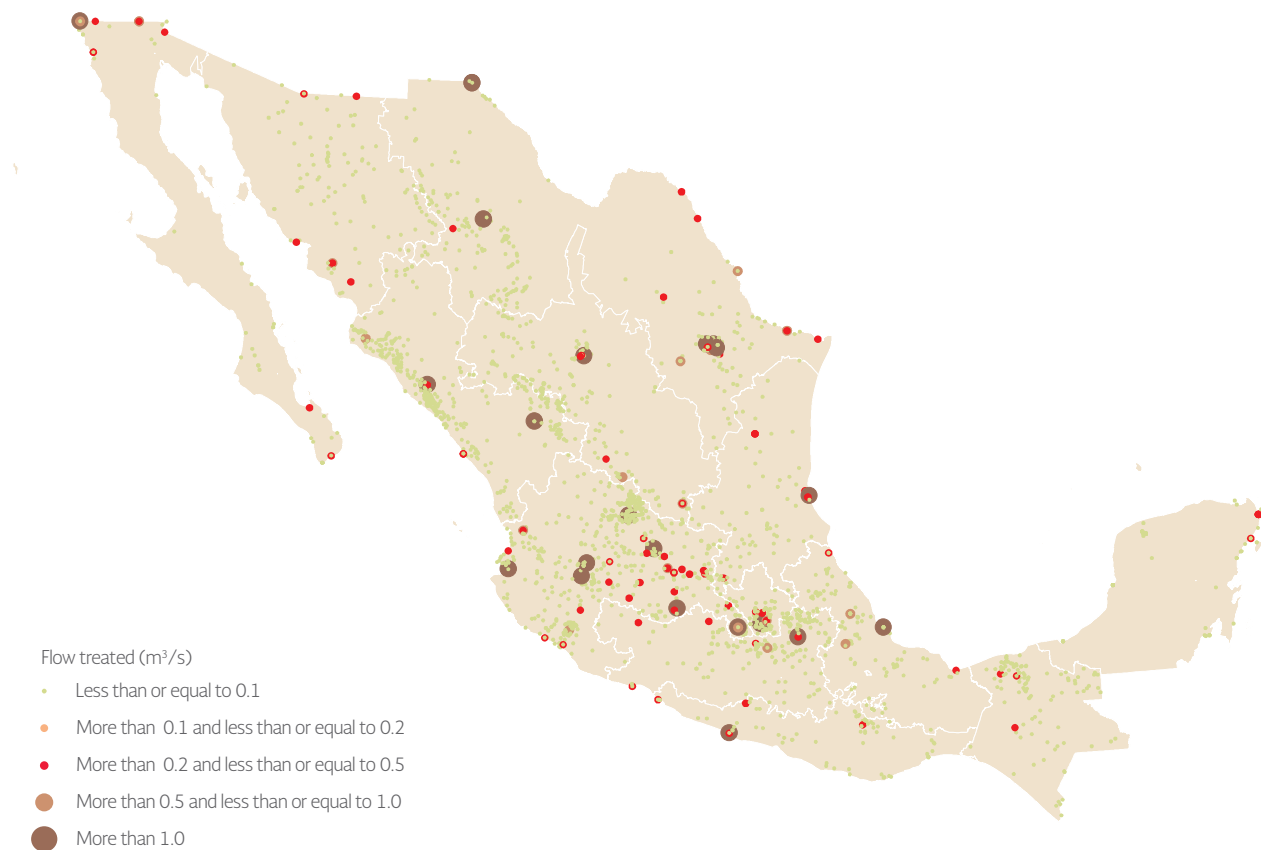 Flow treated (m³/s)
Less than or equal to 0.1
More than 0.1 and less than or equal to 0.2
More than 0.2 and less than or equal to 0.5
More than 0.5 and less than or equal to 1.0
More than 1.0